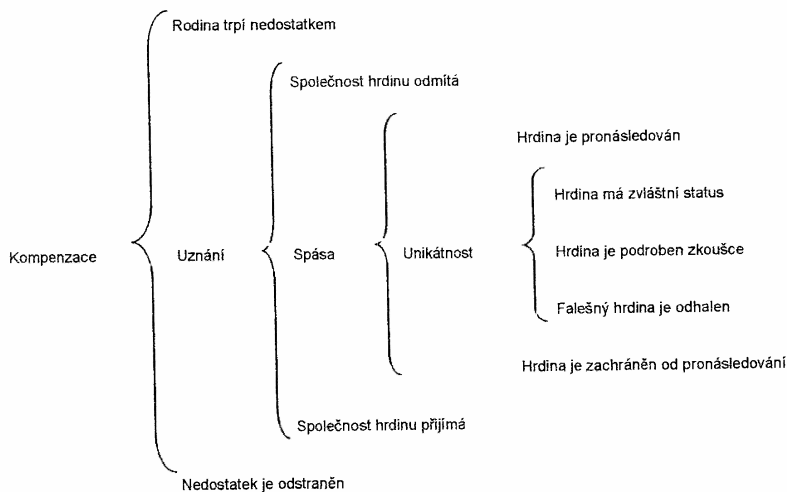 Rodina trpí nedostatkem
Společnost hrdinu odmítá
Hrdina je pronásledován
Hrdina má zvláštní status
Kompenzace
Uznání
Spása
Unikátnost
Hrdina je podroben zkoušce
Falešný hrdina je odhalen
Hrdina je zachráněn od pronásledování
Společnost hrdinu přijímá
Nedostatek je odstraněn